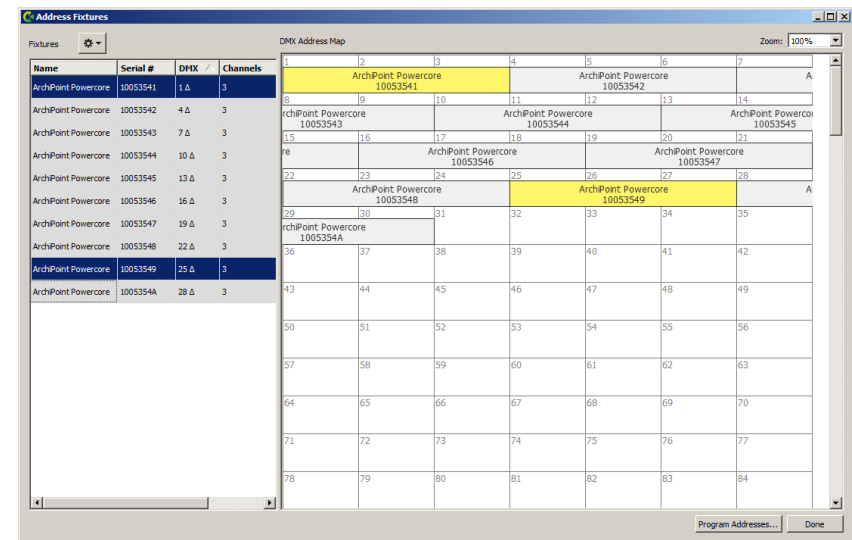 Address Fixtures
Fixtures
DMX Address Map
Zoom: 100%
Name Serial # DMX Channels
ArchiPoint Powercore 10053541 1 Δ 3
ArchiPoint Powercore 10053542 4 Δ 3
ArchiPoint Powercore 10053543 7 Δ 3
ArchiPoint Powercore 10053544 10 Δ 3
ArchiPoint Powercore 10053545 13 Δ 3
ArchiPoint Powercore 10053546 16 Δ 3
ArchiPoint Powercore 10053547 19 Δ 3
ArchiPoint Powercore 10053548 22 Δ 3
ArchiPoint Powercore 10053549 25 Δ 3
ArchiPoint Powercore 1005354A 28 Δ 3
1 2 3 4 5 6 7
ArchiPoint Powercore ArchiPoint Powercore A
10053541 10053542
8 9 10 11 12 13 14
rchiPoint Powercore ArchiPoint Powercore ArchiPoint Powercor
10053543 10053544 10053545
15 16 17 18 19 20 21
re ArchiPoint Powercore ArchiPoint Powercore
10053546 10053547
22 23 24 25 26 27 28
ArchiPoint Powercore ArchiPoint Powercore A
10053548 10053549
29 30 31 32 33 34 35
rchiPoint Powercore
1005354A
36 37 38 39 40 41 42
43 44 45 46 47 48 49
50 51 52 53 54 55 56
57 58 59 60 61 62 63
64 65 66 67 68 69 70
71 72 73 74 75 76 77
78 79 80 81 82 83 84
Program Addresses... Done